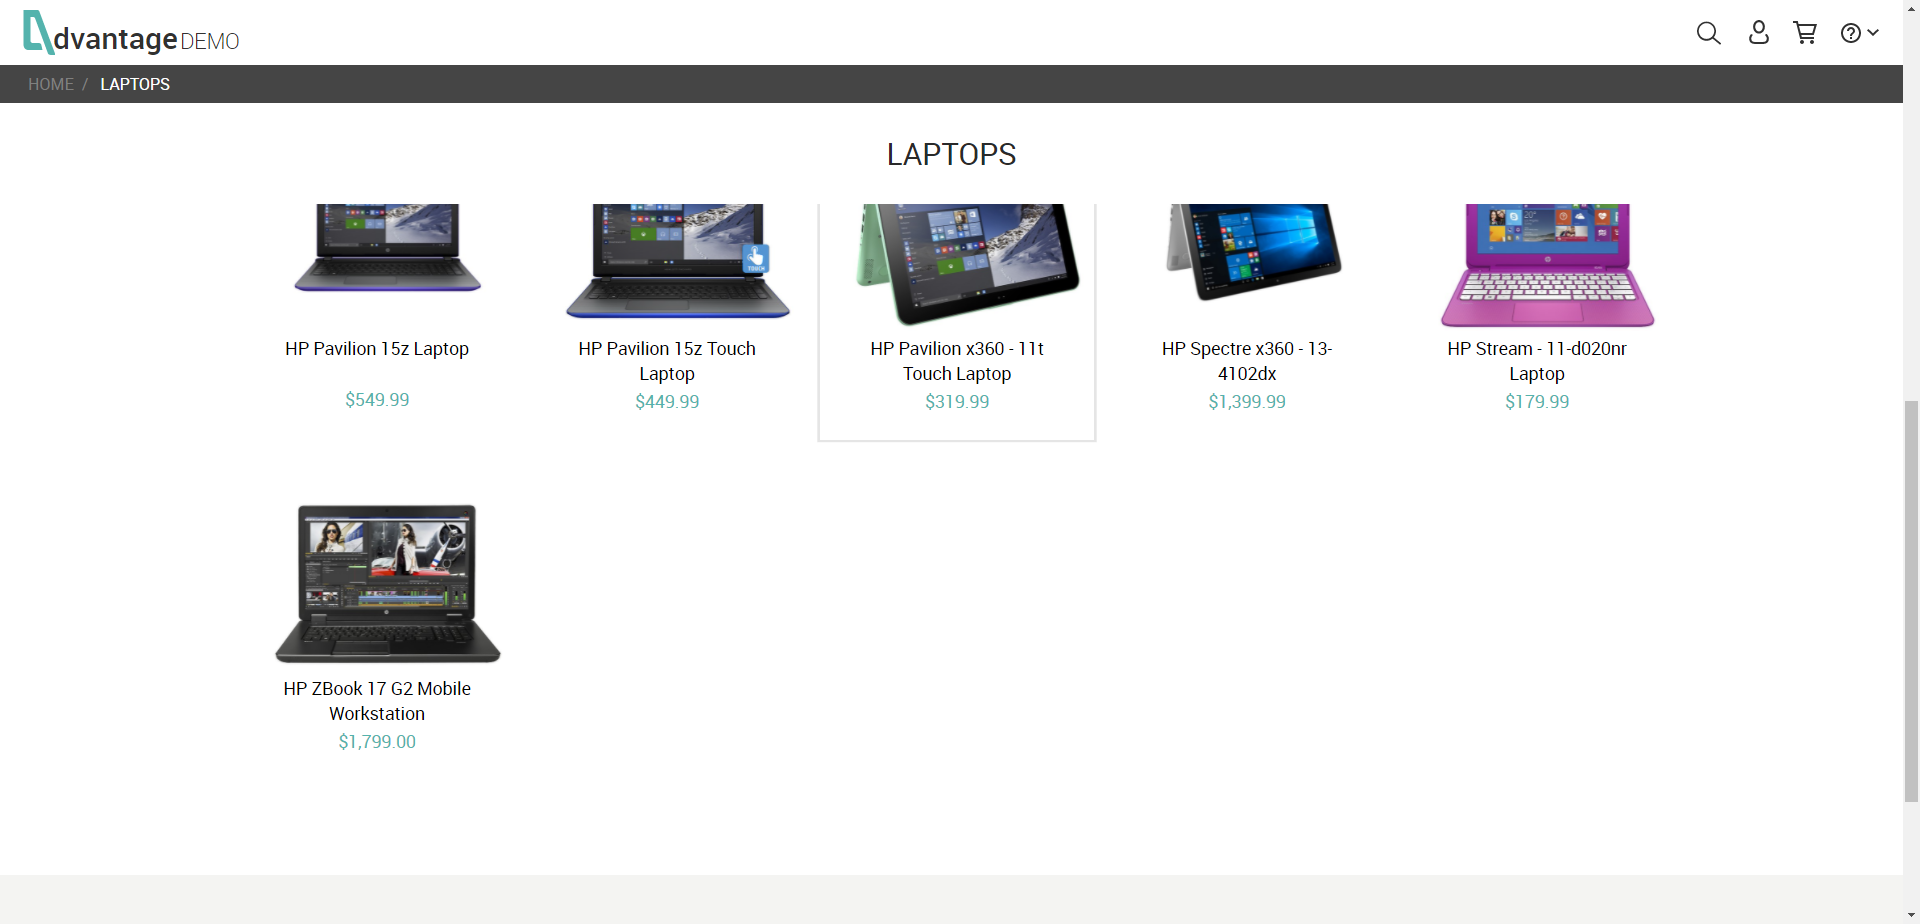 dvantage DEMO
HOME / LAPTOPS
LAPTOPS
TOUCH
HP Pavilion 15z Laptop
$549.99
HP Pavilion 15z Touch
Laptop
$449.99
HP Pavilion x360 - 11t
Touch Laptop
$319.99
HP Spectre x360 - 13-
4102dx
$1,399.99
HP Stream - 11-d020nr
Laptop
$179.99
HP ZBook 17 G2 Mobile
Workstation
$1,799.00